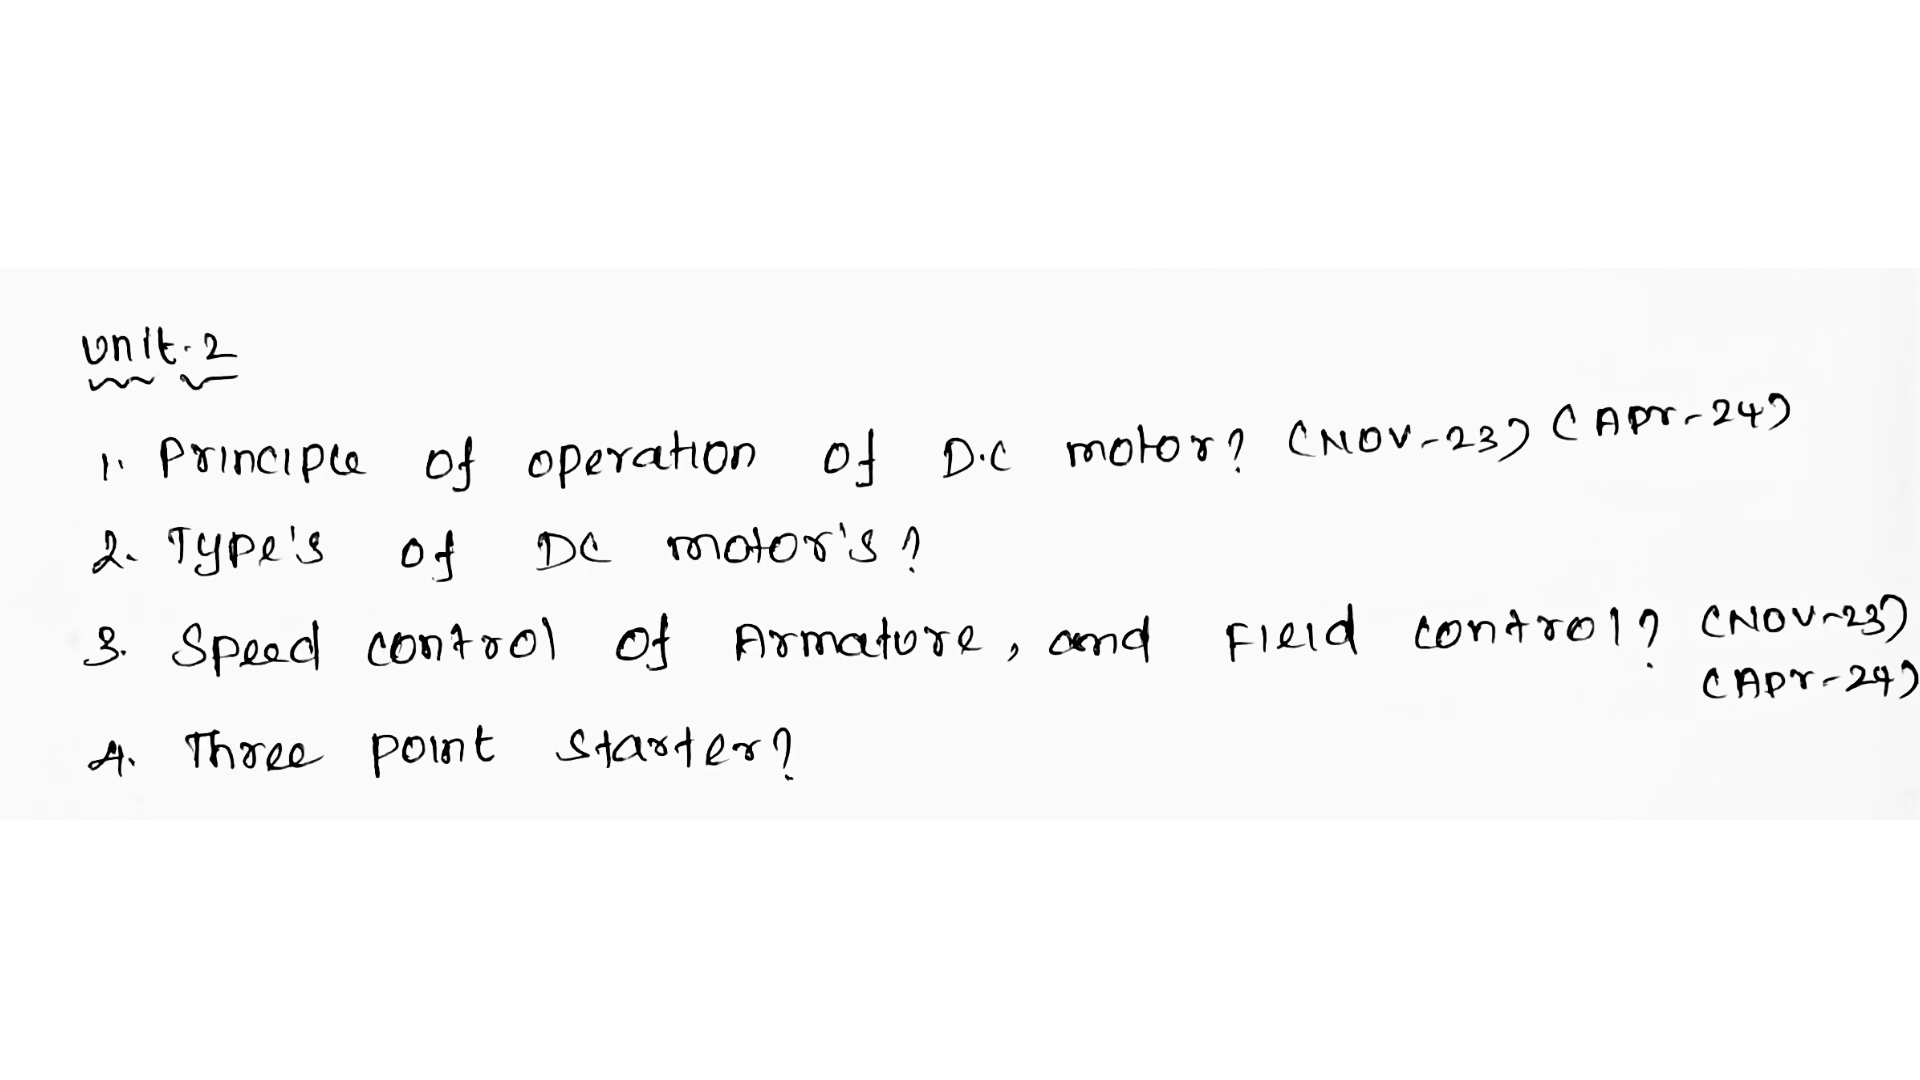 Unit-2
1. Principle of operation of D.C motor? (NOV-23) (Apr-24)
2. Type's of DC motor's?
3. Speed control of Armature, and Field control? (NOV-23)
(Apr-24)
4. Three point starter?